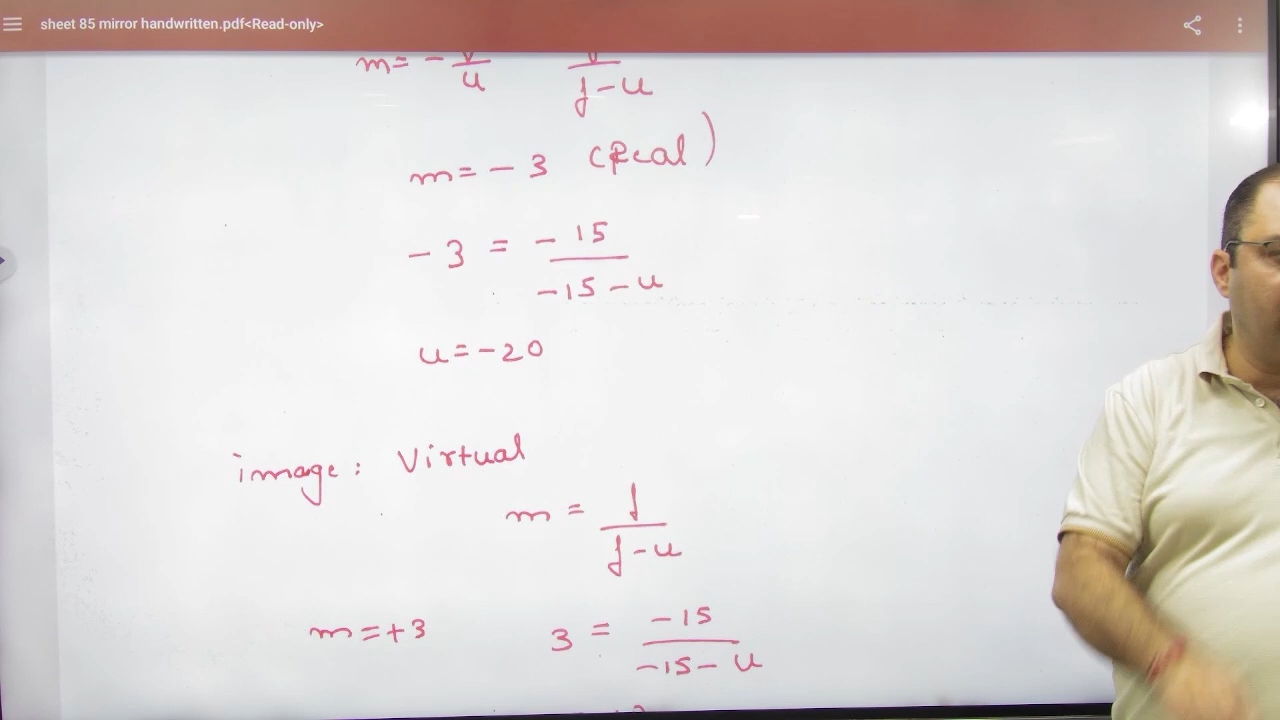 sheet 85 mirror handwritten.pdf<Read-only>
m = - v/u f/f-u
m = - 3 (Real)
- 3 = - 15/-15 - u
u = - 20
image : Virtual
m = f/f-u
m = +3 3 = -15/-15 - u